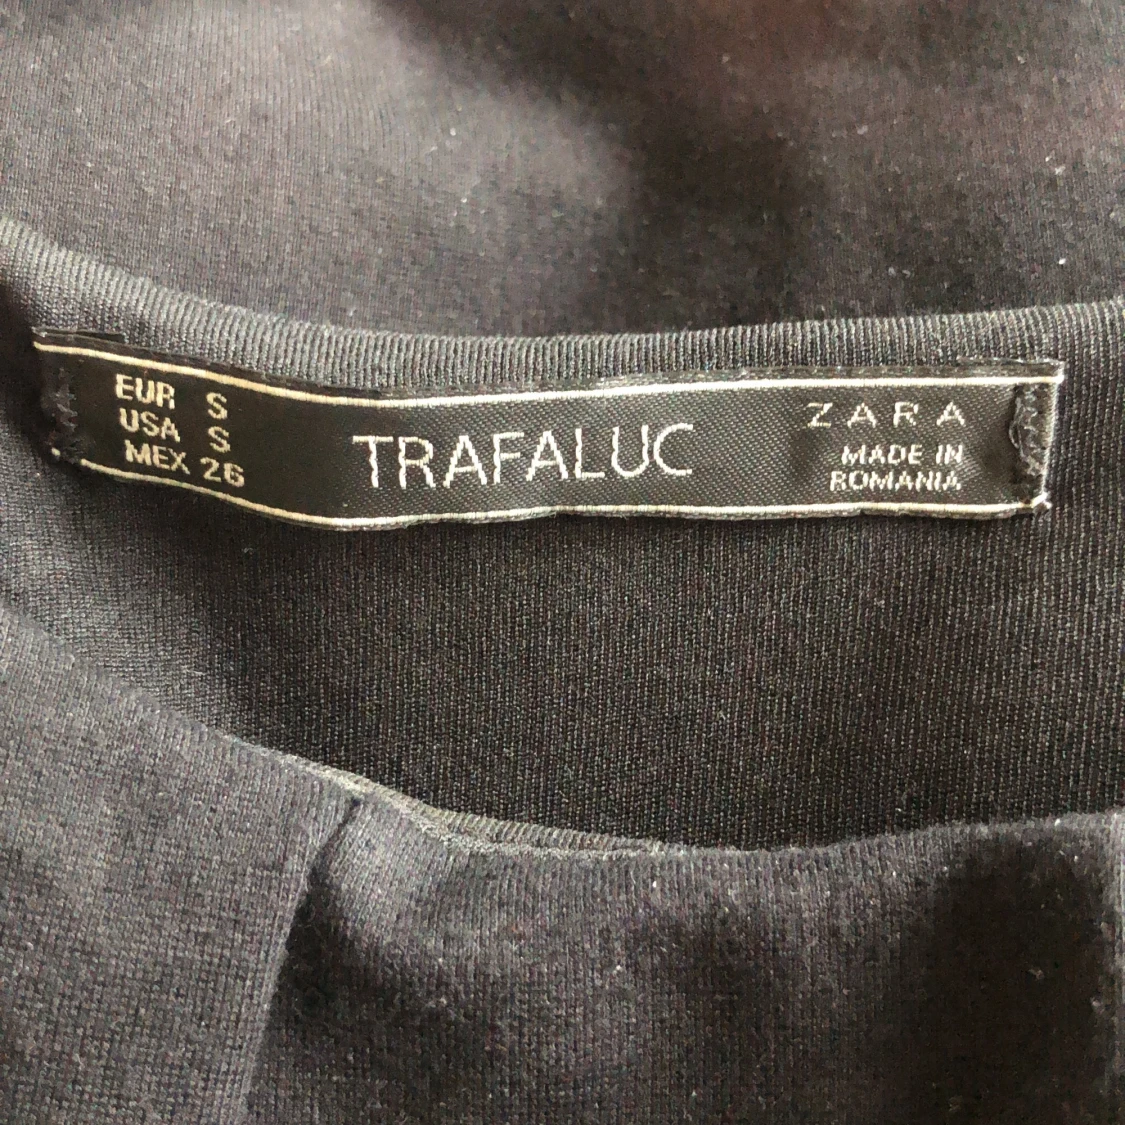 EUR S
USA S
MEX 26
TRAFALUC
ZARA
MADE IN
ROMANIA